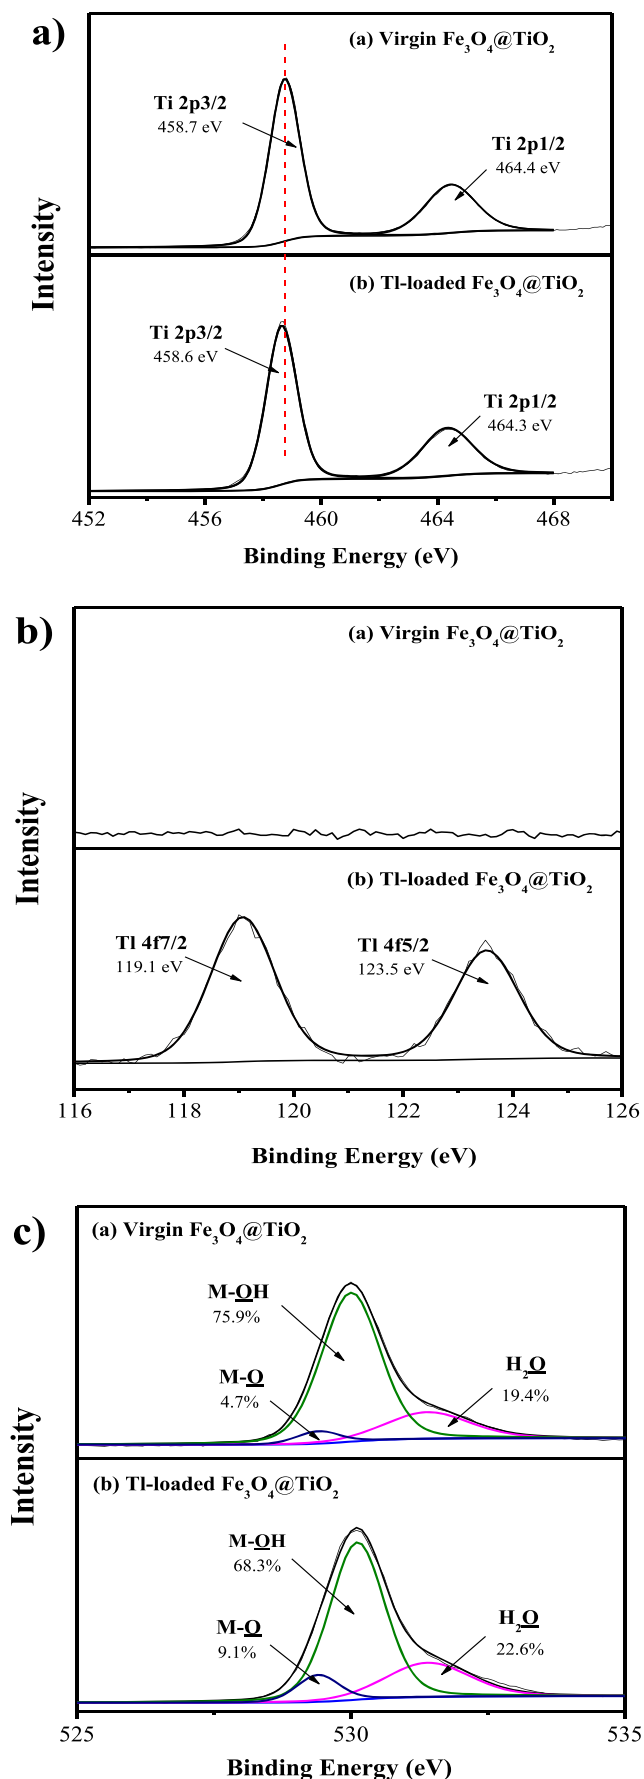 a)
(a) Virgin Fe₃O₄@TiO₂
Ti 2p3/2
458.7 eV
Ti 2p1/2
464.4 eV
Intensity
(b) Tl-loaded Fe₃O₄@TiO₂
Ti 2p3/2
458.6 eV
Ti 2p1/2
464.3 eV
452 456 460 464 468
Binding Energy (eV)
b)
(a) Virgin Fe₃O₄@TiO₂
Intensity
(b) Tl-loaded Fe₃O₄@TiO₂
Tl 4f7/2
119.1 eV
Tl 4f5/2
123.5 eV
116 118 120 122 124 126
Binding Energy (eV)
c)
(a) Virgin Fe₃O₄@TiO₂
M-OH
75.9%
M-O
4.7%
H₂O
19.4%
Intensity
(b) Tl-loaded Fe₃O₄@TiO₂
M-OH
68.3%
M-O
9.1%
H₂O
22.6%
525 530 535
Binding Energy (eV)